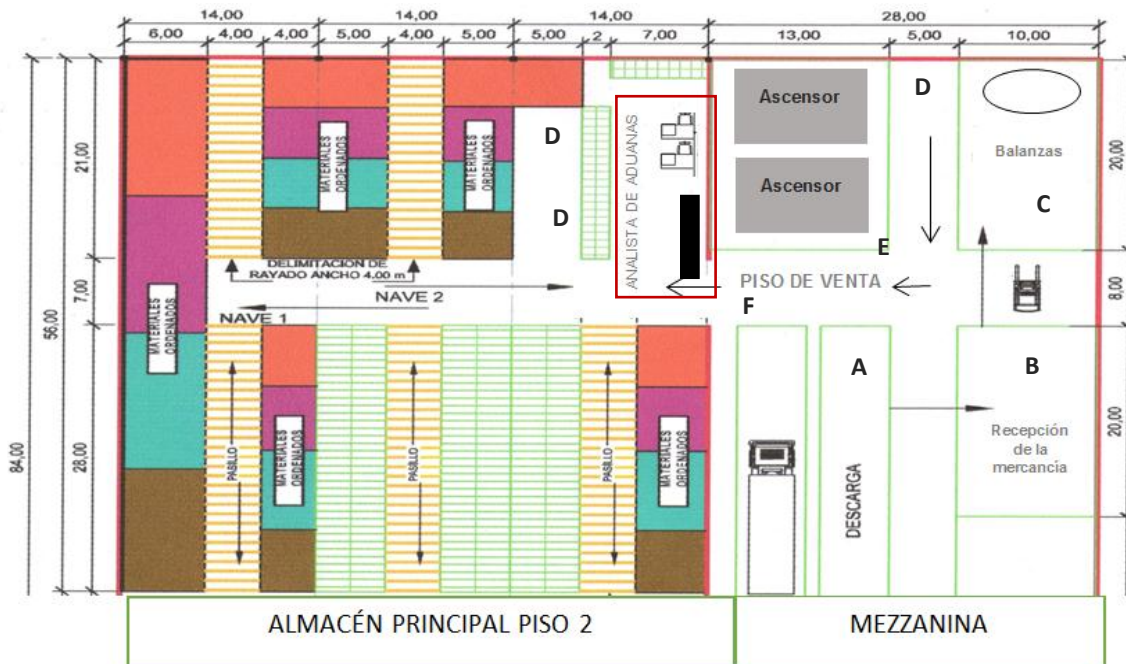 14,00 14,00 14,00 28,00
6,00 4,00 4,00 5,00 4,00 5,00 5,00 2 7,00 13,00 5,00 10,00
84,00
56,00
21,00
7,00
28,00
MATERIALES
ORDENADOS
MATERIALES
ORDENADOS
D
D
ANALISTA DE ADUANAS
Ascensor
Ascensor
D
Balanzas
C
20,00
E
DELIMITACION DE
RAYADO ANCHO 4.00 m
NAVE 2
NAVE 1
PISO DE VENTA
F
8,00
MATERIALES
ORDENADOS
PASILLO
MATERIALES
ORDENADOS
PASILLO
PASILLO
MATERIALES
ORDENADOS
A
DESCARGA
B
Recepción
de la
mercancía
20,00
ALMACÉN PRINCIPAL PISO 2
MEZZANINA